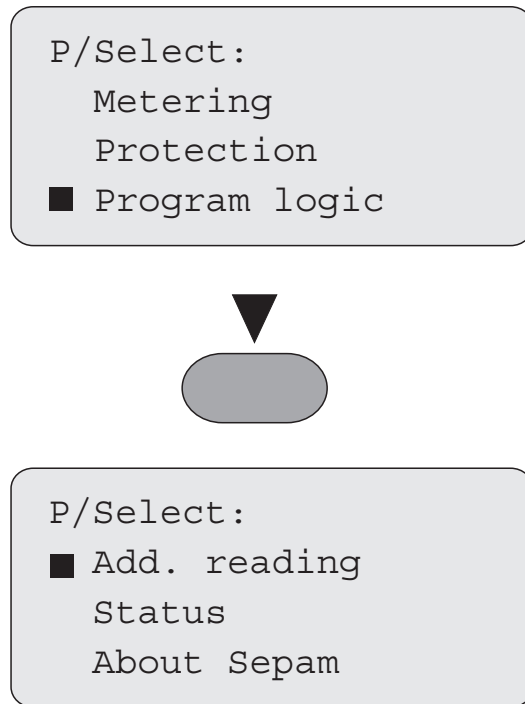 P/Select:
Metering
Protection
Program logic
P/Select:
Add. reading
Status
About Sepam